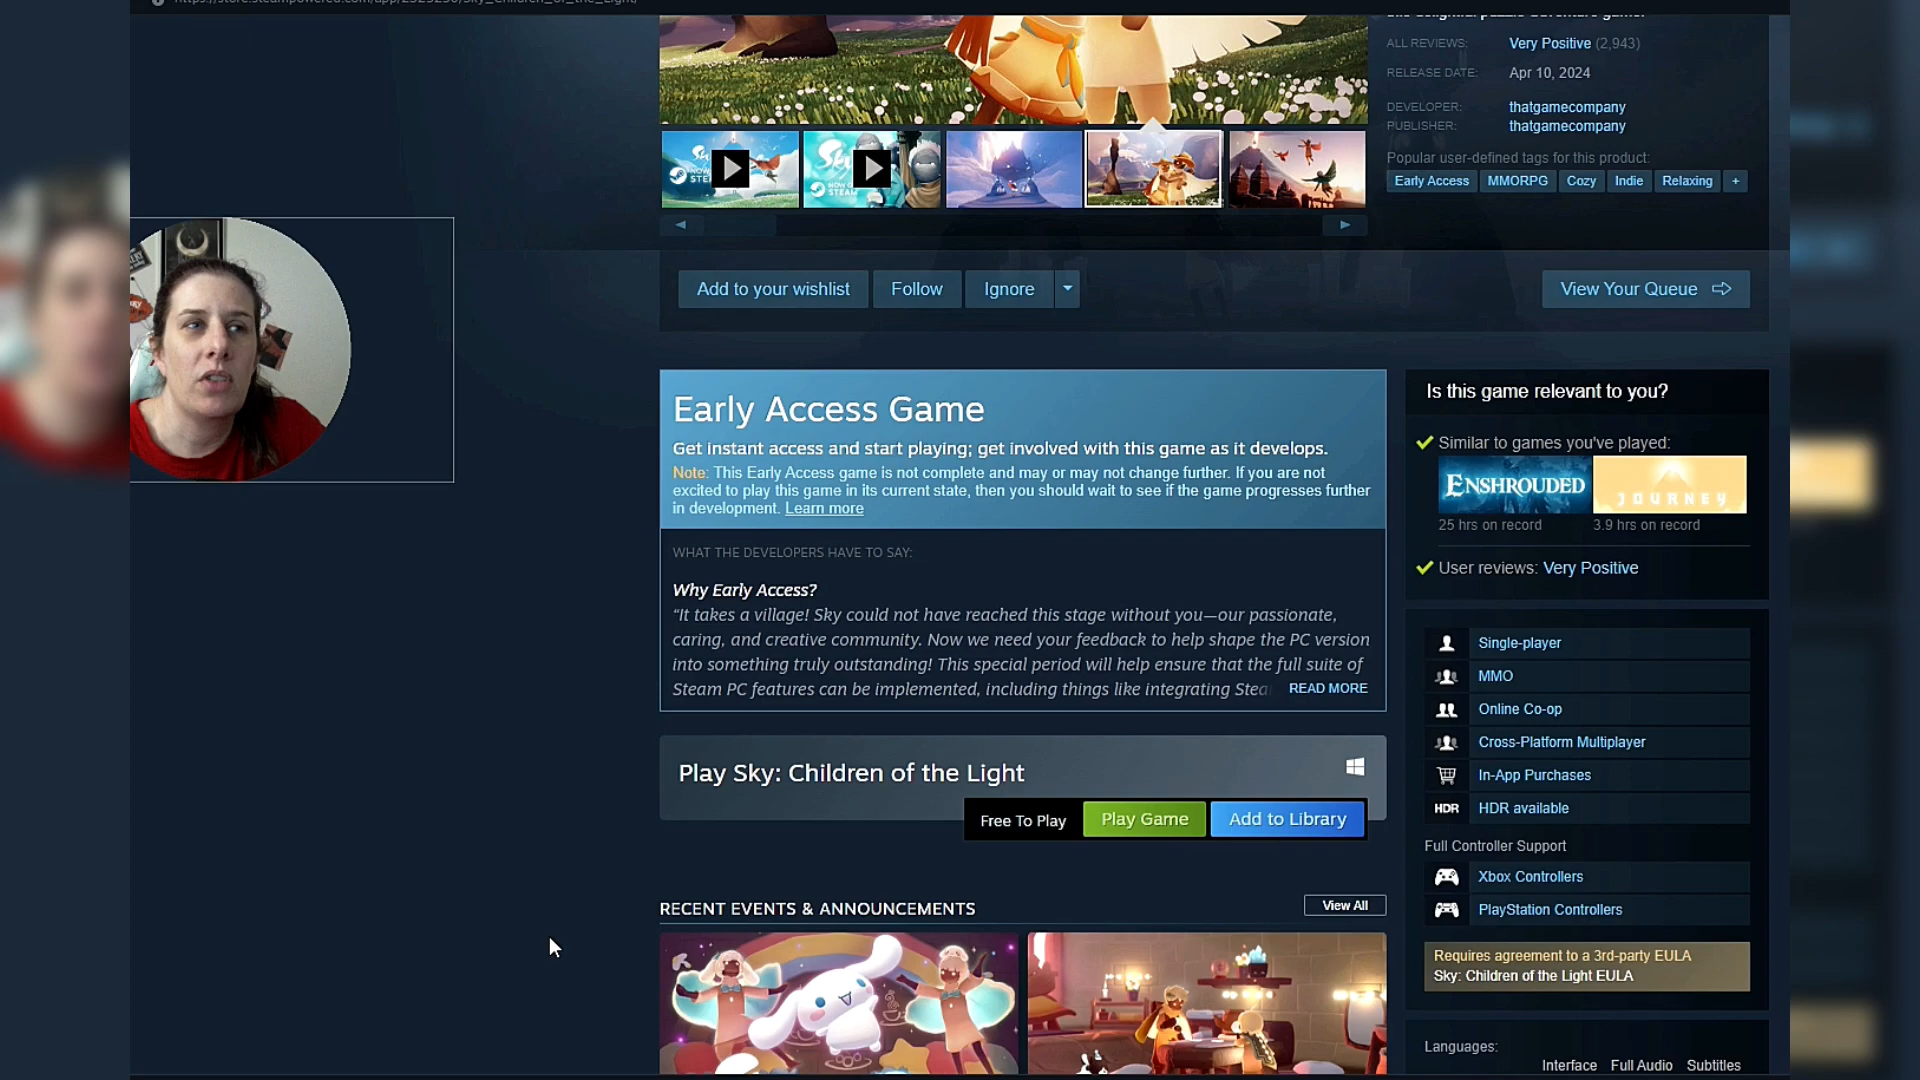 https://store.steampowered.com/app/2325290/Sky_Children_of_the_Light/
this delightful puzzle-adventure game!
ALL REVIEWS: Very Positive (2,943)
RELEASE DATE: Apr 10, 2024
DEVELOPER: thatgamecompany
PUBLISHER: thatgamecompany
Popular user-defined tags for this product:
Early Access MMORPG Cozy Indie Relaxing +
Add to your wishlist Follow Ignore View Your Queue
Early Access Game
Get instant access and start playing; get involved with this game as it develops.
Note: This Early Access game is not complete and may or may not change further. If you are not
excited to play this game in its current state, then you should wait to see if the game progresses further
in development. Learn more
WHAT THE DEVELOPERS HAVE TO SAY:
Why Early Access?
“It takes a village! Sky could not have reached this stage without you—our passionate,
caring, and creative community. Now we need your feedback to help shape the PC version
into something truly outstanding! This special period will help ensure that the full suite of
Steam PC features can be implemented, including things like integrating READ MORE
Play Sky: Children of the Light
Free To Play Play Game Add to Library
RECENT EVENTS & ANNOUNCEMENTS View All
Is this game relevant to you?
Similar to games you've played:
ENSHROUDED JOURNEY
25 hrs on record 3.9 hrs on record
User reviews: Very Positive
Single-player
MMO
Online Co-op
Cross-Platform Multiplayer
In-App Purchases
HDR HDR available
Full Controller Support
Xbox Controllers
PlayStation Controllers
Requires agreement to a 3rd-party EULA
Sky: Children of the Light EULA
Languages:
Interface Full Audio Subtitles